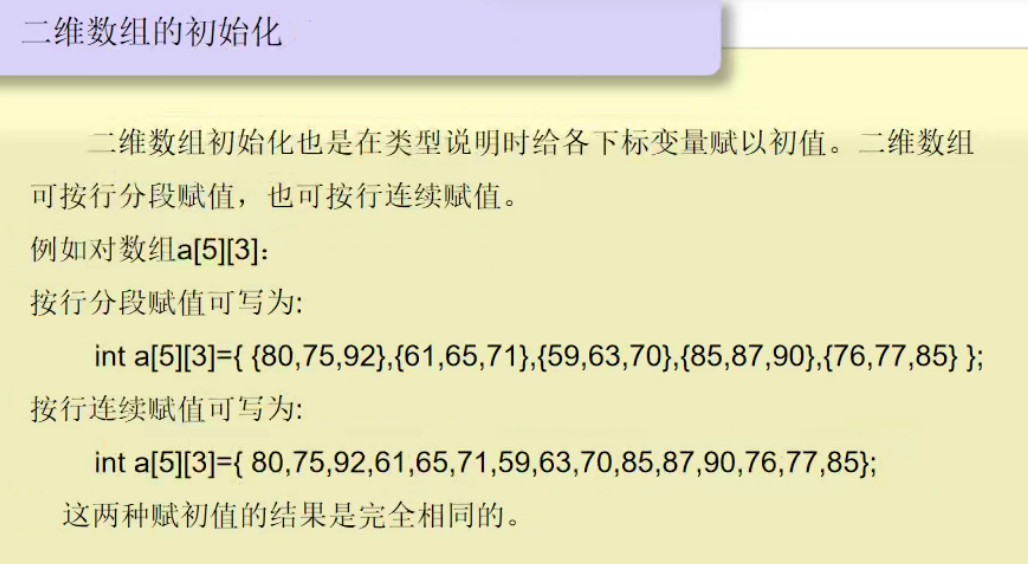 二维数组的初始化
二维数组初始化也是在类型说明时给各下标变量赋以初值。二维数组
可按行分段赋值，也可按行连续赋值。
例如对数组a[5][3]：
按行分段赋值可写为:
int a[5][3]={ {80,75,92},{61,65,71},{59,63,70},{85,87,90},{76,77,85} };
按行连续赋值可写为:
int a[5][3]={ 80,75,92,61,65,71,59,63,70,85,87,90,76,77,85};
这两种赋初值的结果是完全相同的。